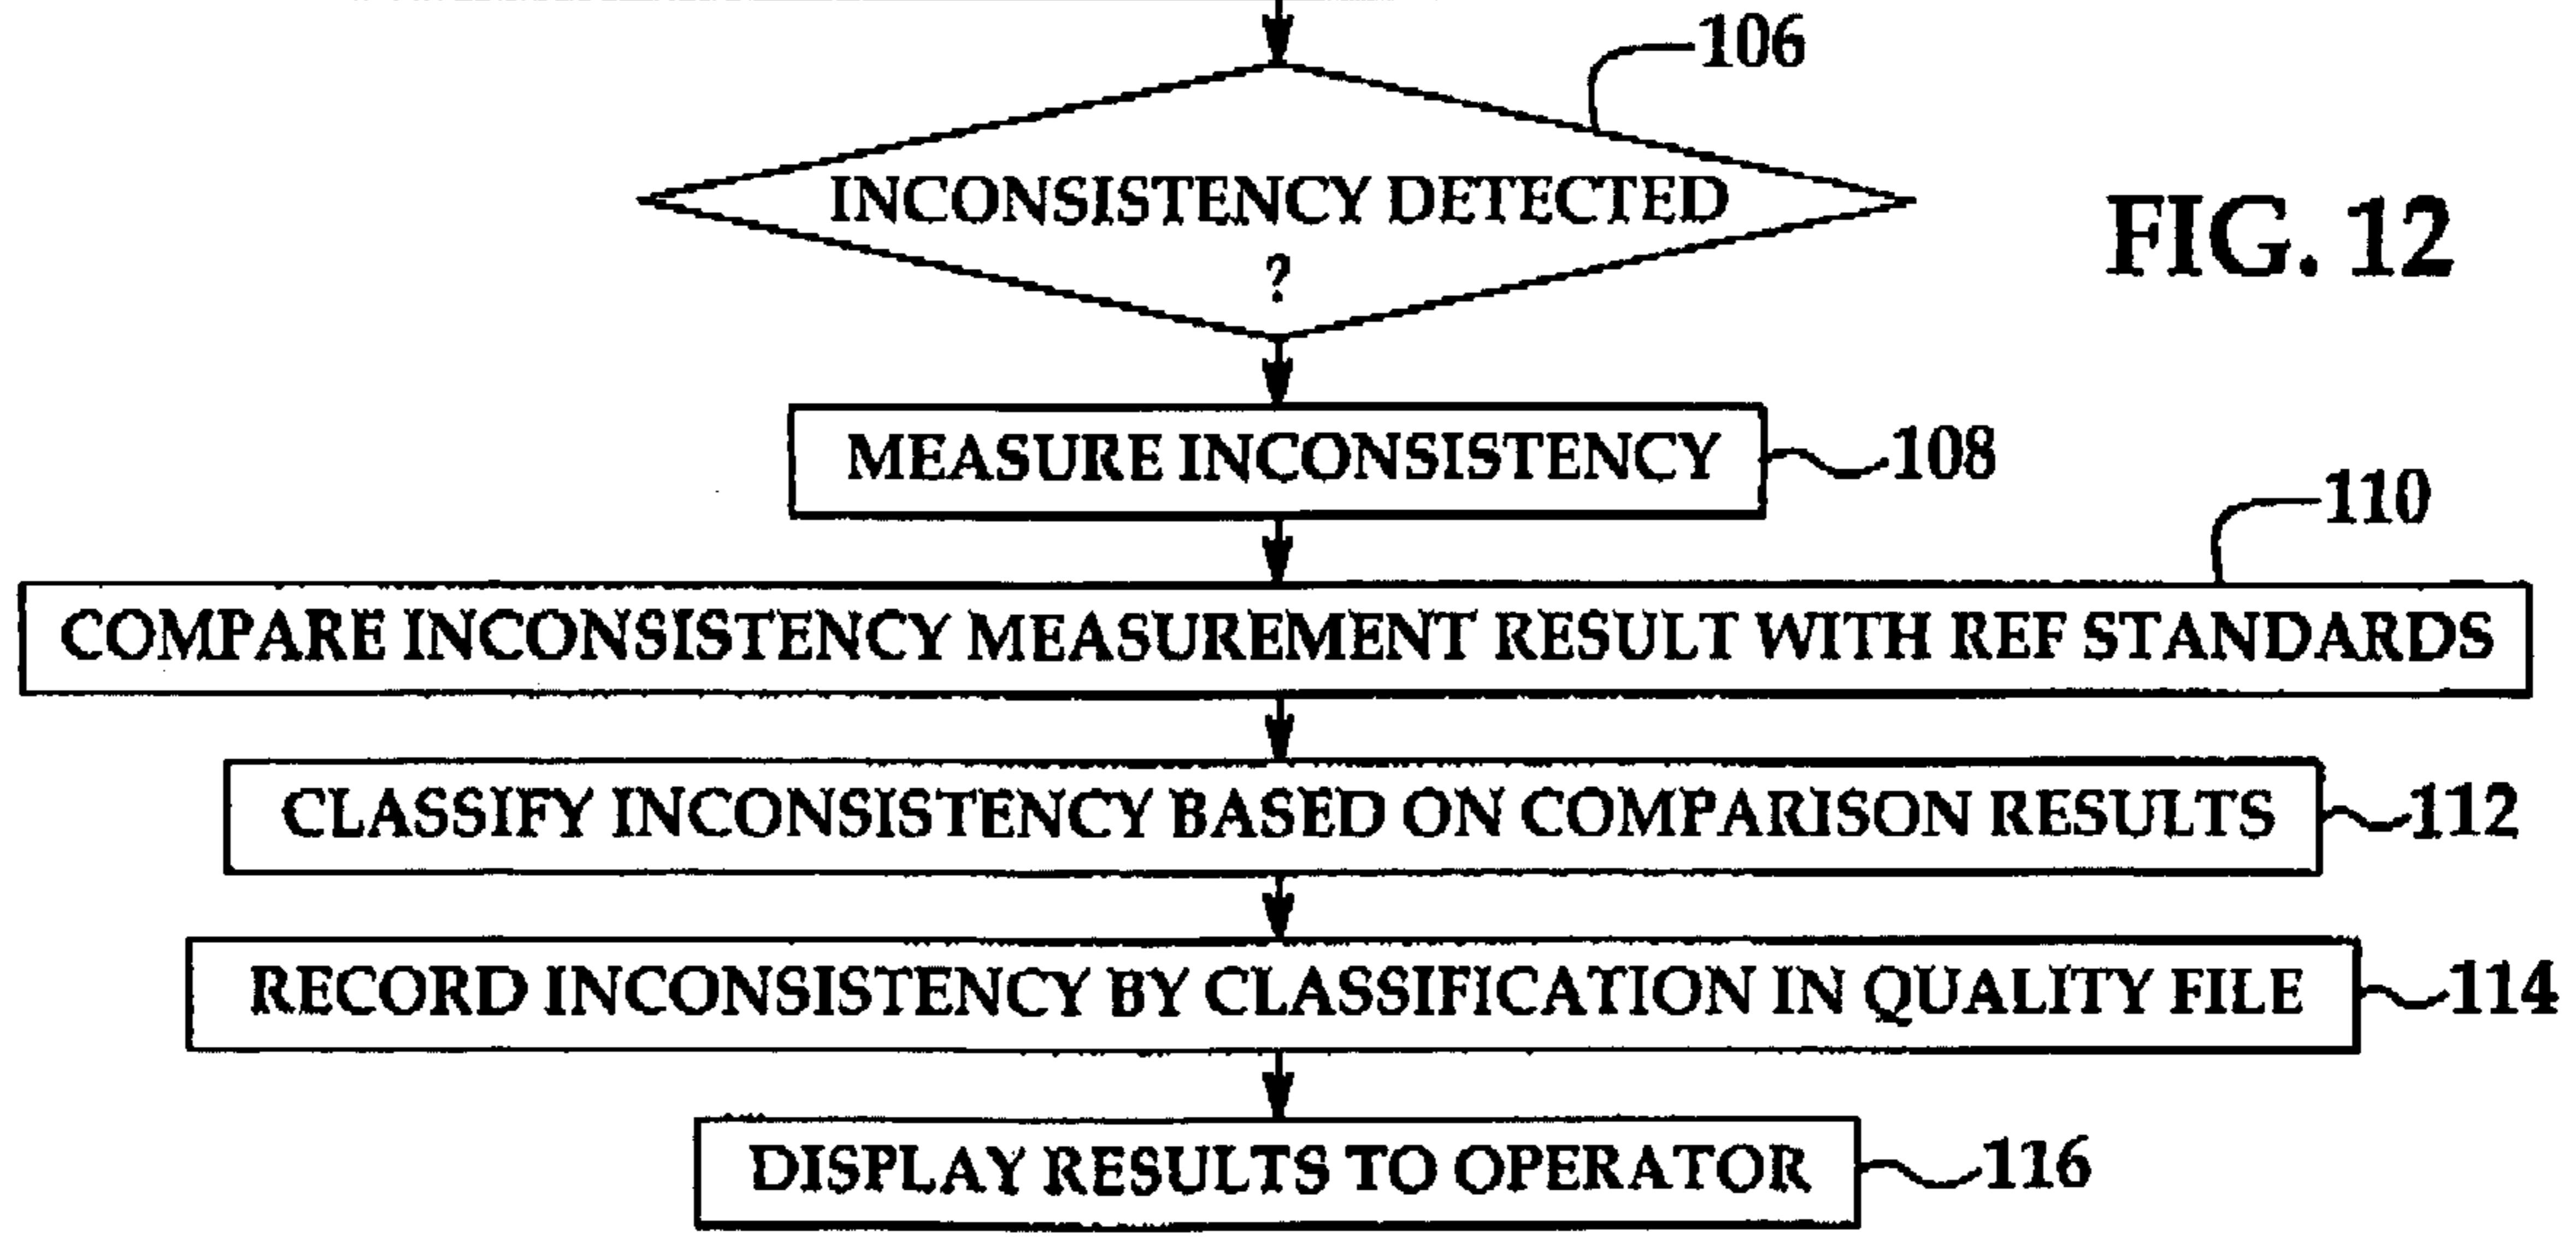 106
INCONSISTENCY DETECTED
?
FIG. 12
MEASURE INCONSISTENCY
108
110
COMPARE INCONSISTENCY MEASUREMENT RESULT WITH REF STANDARDS
CLASSIFY INCONSISTENCY BASED ON COMPARISON RESULTS
112
RECORD INCONSISTENCY BY CLASSIFICATION IN QUALITY FILE
114
DISPLAY RESULTS TO OPERATOR
116